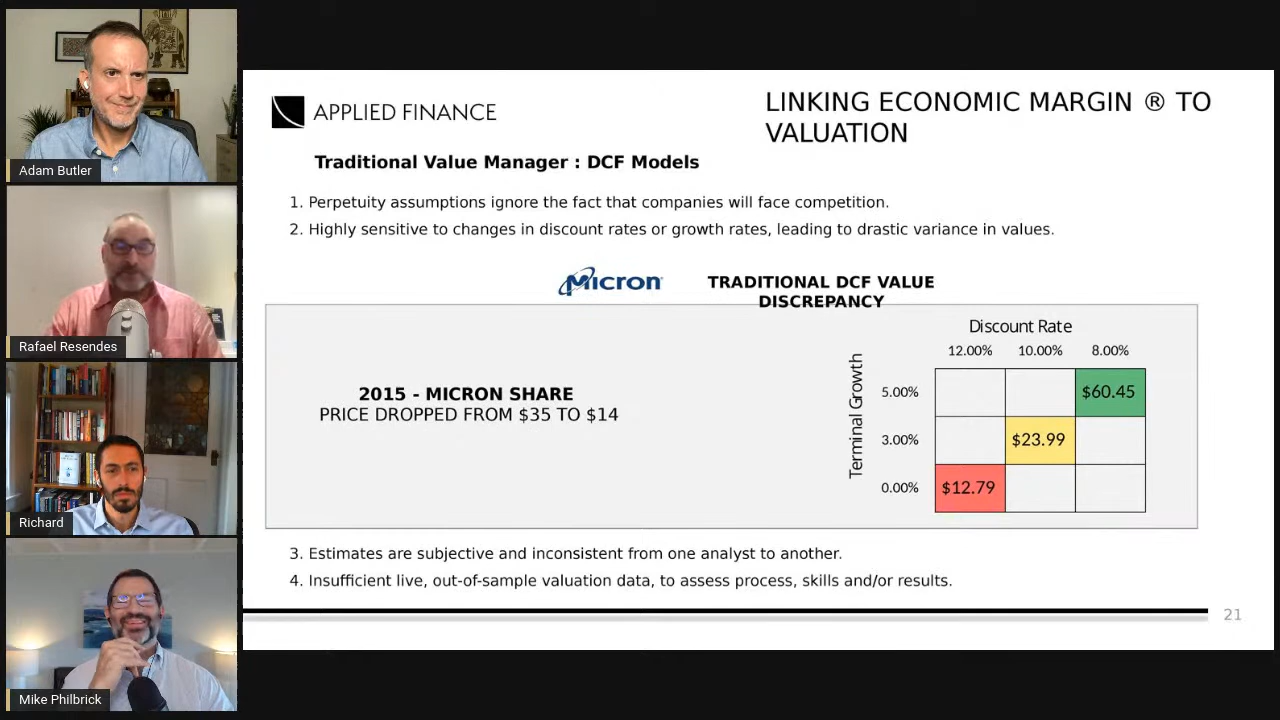 Adam Butler
Rafael Resendes
Richard
Mike Philbrick
APPLIED FINANCE
LINKING ECONOMIC MARGIN ® TO
VALUATION
Traditional Value Manager : DCF Models
1. Perpetuity assumptions ignore the fact that companies will face competition.
2. Highly sensitive to changes in discount rates or growth rates, leading to drastic variance in values.
Micron
TRADITIONAL DCF VALUE
DISCREPANCY
2015 - MICRON SHARE
PRICE DROPPED FROM $35 TO $14
Discount Rate
12.00% 10.00% 8.00%
Terminal Growth
5.00% $60.45
3.00% $23.99
0.00% $12.79
3. Estimates are subjective and inconsistent from one analyst to another.
4. Insufficient live, out-of-sample valuation data, to assess process, skills and/or results.
21